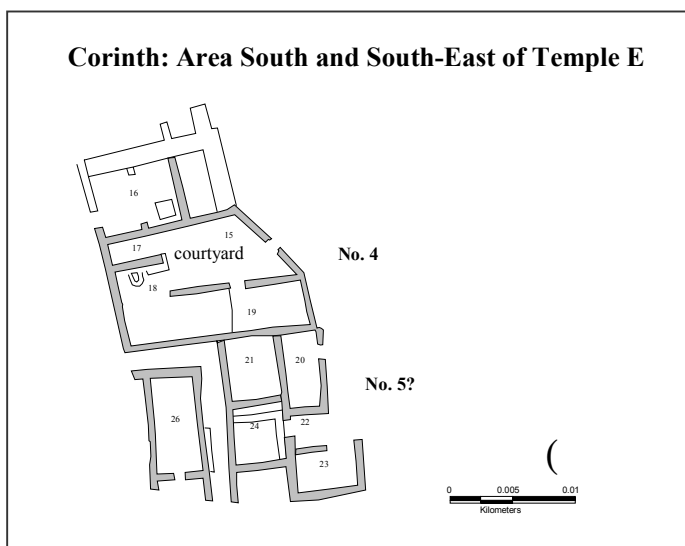 Corinth: Area South and South-East of Temple E
16
15
17
courtyard
No. 4
18
19
21
20
No. 5?
26
24
22
23
(
0 0.005 0.01
Kilometers